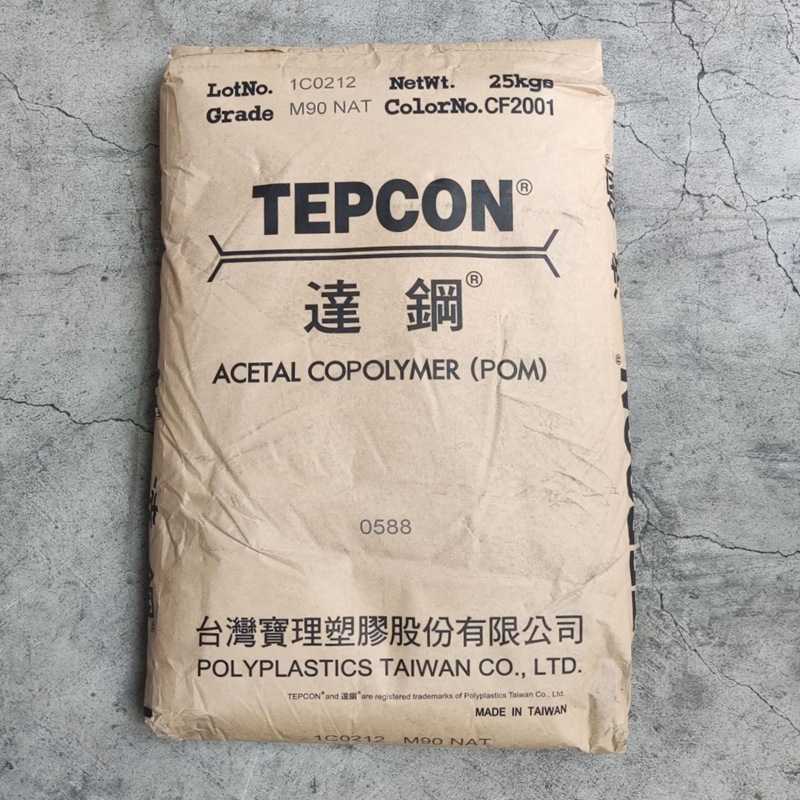 LotNo. 1C0212 NetWt. 25kgs
Grade M90 NAT ColorNo.CF2001
TEPCON®
達鋼®
ACETAL COPOLYMER (POM)
0588
台灣寶理塑膠股份有限公司
POLYPLASTICS TAIWAN CO., LTD.
TEPCON® and 達鋼® are registered trademarks of Polyplastics Taiwan Co., Ltd.
MADE IN TAIWAN
1C0212 M90 NAT